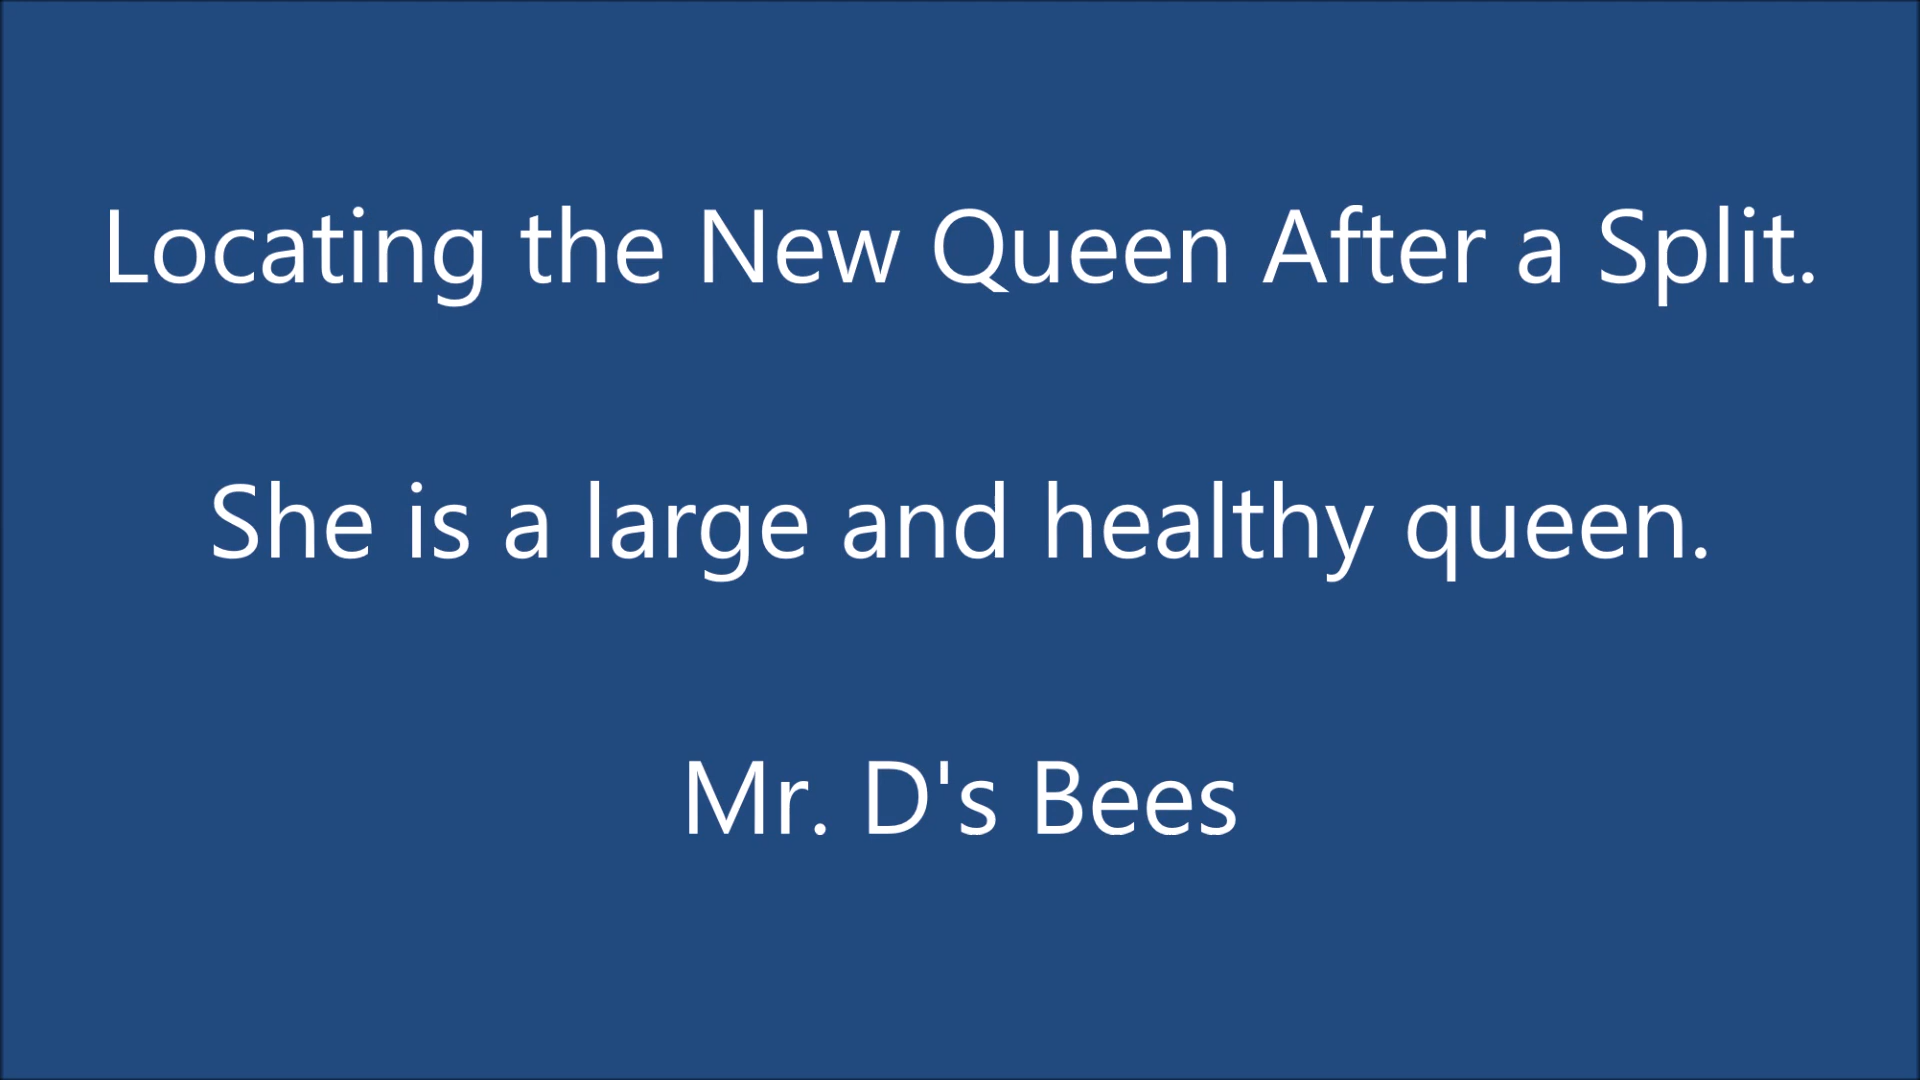 Locating the New Queen After a Split.
She is a large and healthy queen.
Mr. D's Bees